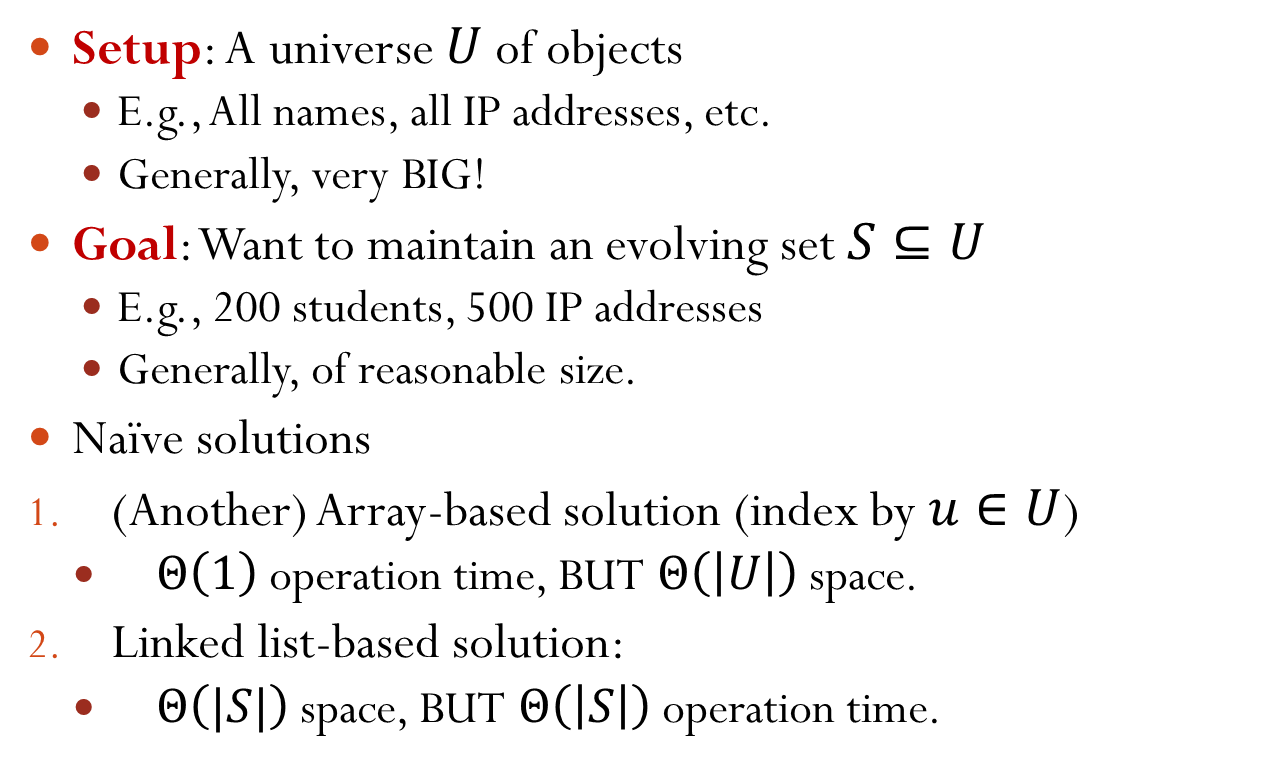 • Setup: A universe 𝑈 of objects
• E.g., All names, all IP addresses, etc.
• Generally, very BIG!
• Goal: Want to maintain an evolving set 𝑆 ⊆ 𝑈
• E.g., 200 students, 500 IP addresses
• Generally, of reasonable size.
• Naïve solutions
1. (Another) Array-based solution (index by 𝑢 ∈ 𝑈)
• Θ(1) operation time, BUT Θ(|𝑈|) space.
2. Linked list-based solution:
• Θ(|𝑆|) space, BUT Θ(|𝑆|) operation time.